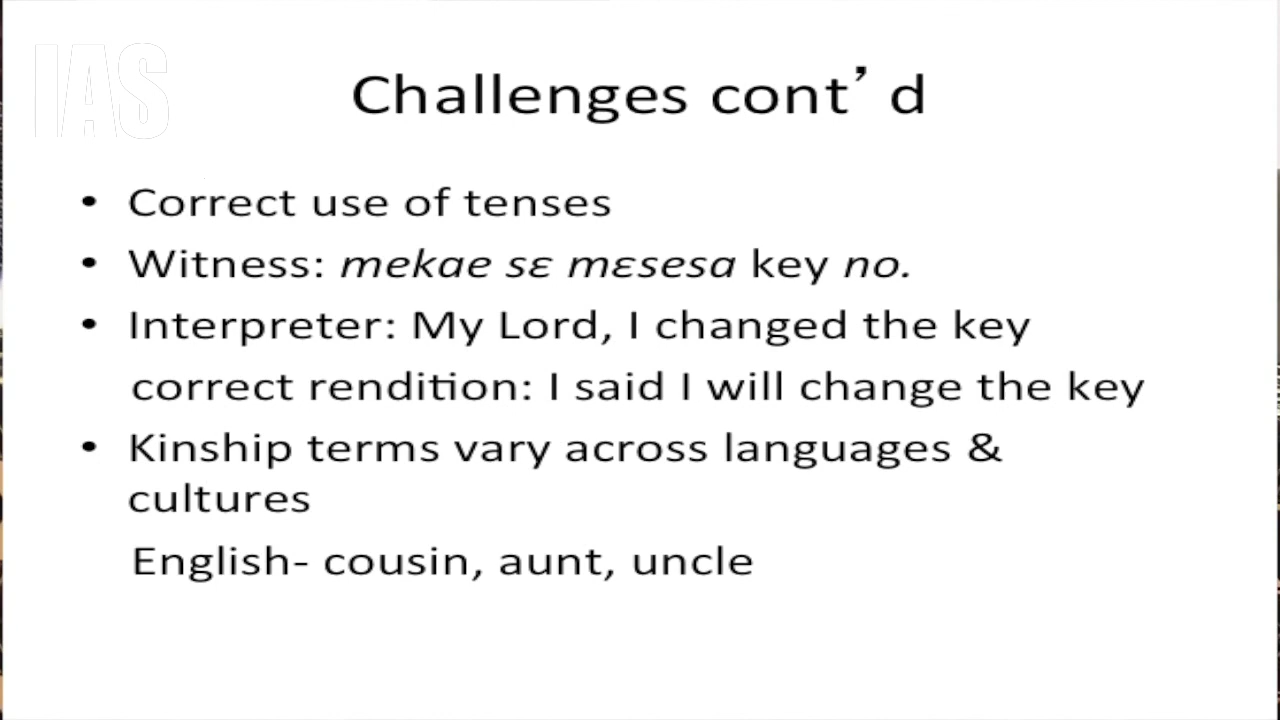 IAS
Challenges cont’ d
• Correct use of tenses
• Witness: mekae sɛ mɛsesa key no.
• Interpreter: My Lord, I changed the key
correct rendition: I said I will change the key
• Kinship terms vary across languages &
cultures
English- cousin, aunt, uncle